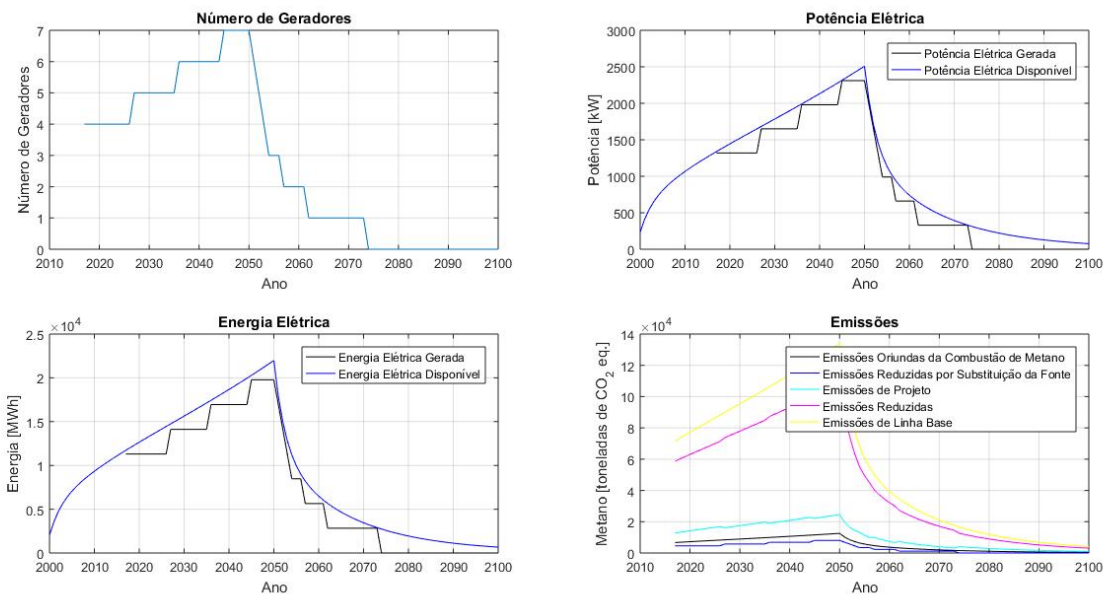 Número de Geradores
Número de Geradores
7
6
5
4
3
2
1
0
2010 2020 2030 2040 2050 2060 2070 2080 2090 2100
Ano
Potência Elétrica
Potência [kW]
3000
2500
2000
1500
1000
500
0
Potência Elétrica Gerada
Potência Elétrica Disponível
2000 2010 2020 2030 2040 2050 2060 2070 2080 2090 2100
Ano
Energia Elétrica
Energia [MWh]
×10⁴
2.5
2
1.5
1
0.5
0
Energia Elétrica Gerada
Energia Elétrica Disponível
2000 2010 2020 2030 2040 2050 2060 2070 2080 2090 2100
Ano
Emissões
Metano [toneladas de CO₂ eq.]
×10⁴
14
12
10
8
6
4
2
0
Emissões Oriundas da Combustão de Metano
Emissões Reduzidas por Substituição da Fonte
Emissões de Projeto
Emissões Reduzidas
Emissões de Linha Base
2010 2020 2030 2040 2050 2060 2070 2080 2090 2100
Ano